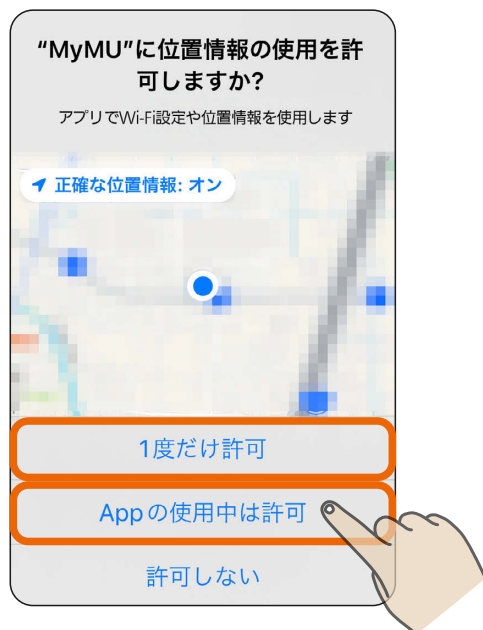 “MyMU”に位置情報の使用を許
可しますか?
アプリでWi-Fi設定や位置情報を使用します
正確な位置情報: オン
1度だけ許可
Appの使用中は許可
許可しない